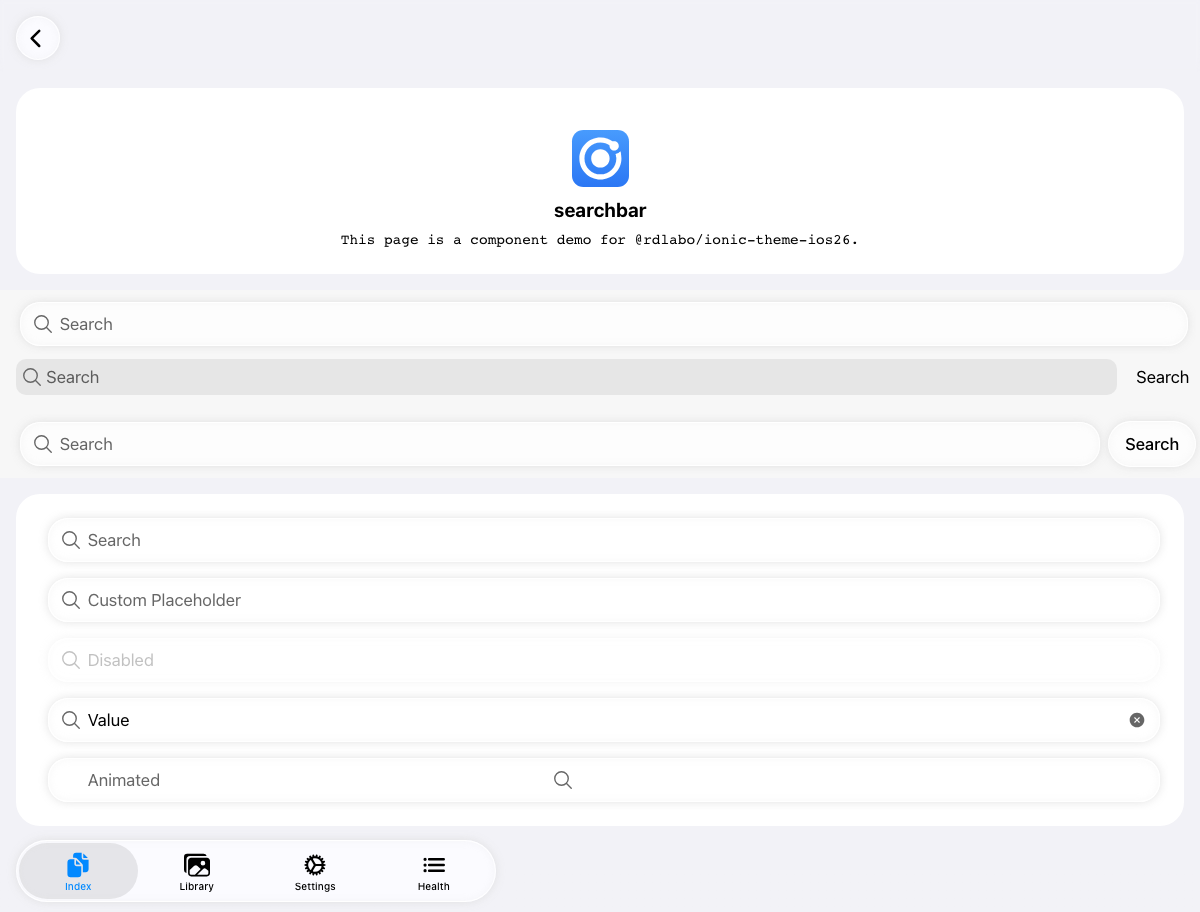 searchbar
This page is a component demo for @rdlabo/ionic-theme-ios26.
Search
Search
Search
Search
Search
Search
Custom Placeholder
Disabled
Value
Animated
Index
Library
Settings
Health